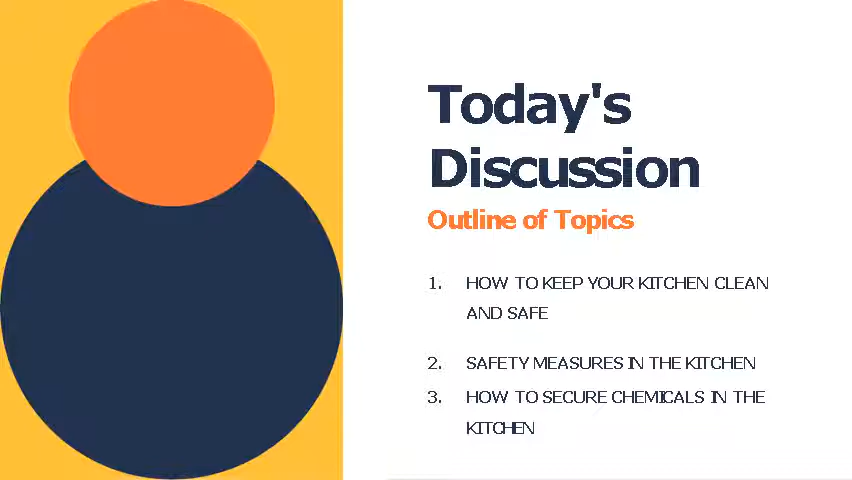 Today's
Discussion
Outline of Topics
1. HOW TO KEEP YOUR KITCHEN CLEAN
AND SAFE
2. SAFETY MEASURES IN THE KITCHEN
3. HOW TO SECURE CHEMICALS IN THE
KITCHEN